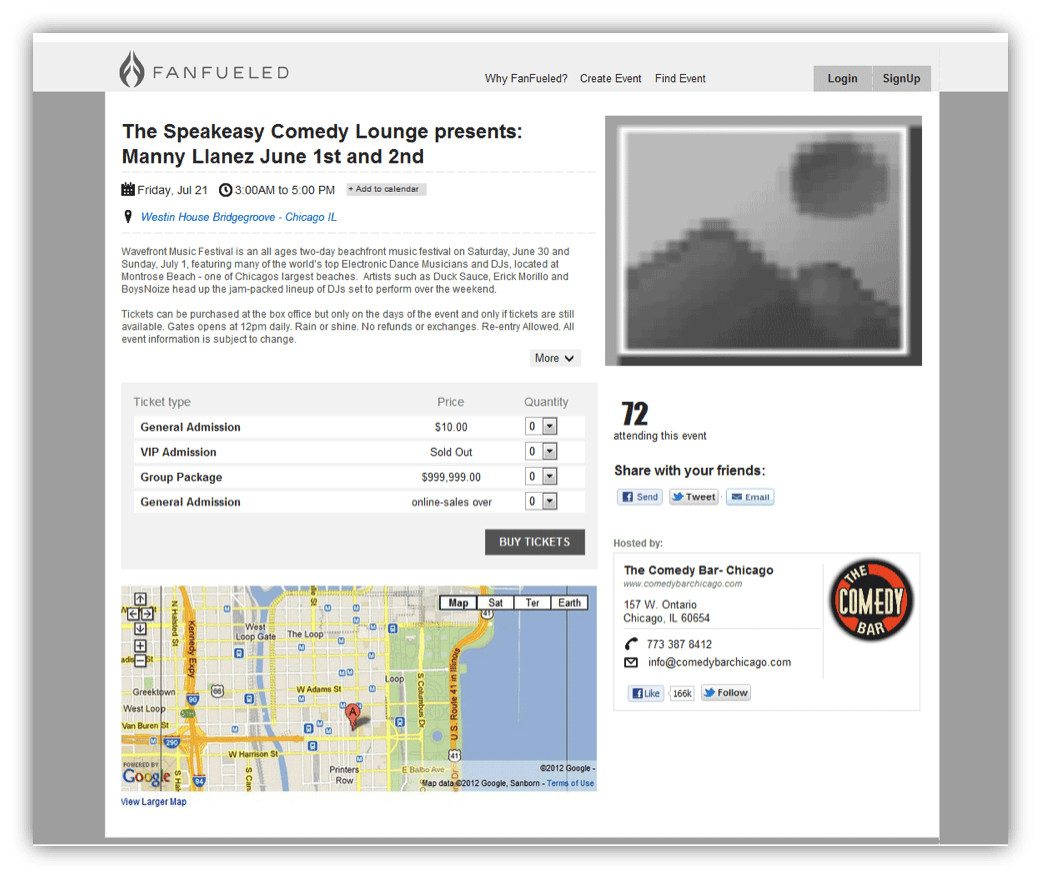 FANFUELED
Why FanFueled? Create Event Find Event
Login SignUp
The Speakeasy Comedy Lounge presents:
Manny Llanez June 1st and 2nd
Friday, Jul 21 3:00AM to 5:00 PM + Add to calendar
Westin House Bridgegroove - Chicago IL
Wavefront Music Festival is an all ages two-day beachfront music festival on Saturday, June 30 and
Sunday, July 1, featuring many of the world's top Electronic Dance Musicians and DJs, located at
Montrose Beach - one of Chicagos largest beaches. Artists such as Duck Sauce, Erick Morillo and
BoysNoize head up the jam-packed lineup of DJs set to perform over the weekend.
Tickets can be purchased at the box office but only on the days of the event and only if tickets are still
available. Gates opens at 12pm daily. Rain or shine. No refunds or exchanges. Re-entry Allowed. All
event information is subject to change.
More
Ticket type Price Quantity
General Admission $10.00 0
VIP Admission Sold Out 0
Group Package $999,999.00 0
General Admission online-sales over 0
BUY TICKETS
72
attending this event
Share with your friends:
Send Tweet Email
Hosted by:
The Comedy Bar- Chicago
www.comedybarchicago.com
157 W. Ontario
Chicago, IL 60654
773 387 8412
info@comedybarchicago.com
Like 166k Follow
THE
COMEDY
BAR
Map Sat Ter Earth
N Halsted St
Kennedy Expy
West
Loop Gate
The Loop
41
Loop
Greektown
66
W Adams St
90
West Loop
Van Buren St
290
A
S Columbus Dr
U.S. Route 41 in Illinois
W Harrison St
41
Printers
Row
E Balbo Ave
94
POWERED BY
Google
©2012 Google -
Map data ©2012 Google, Sanborn - Terms of Use
View Larger Map